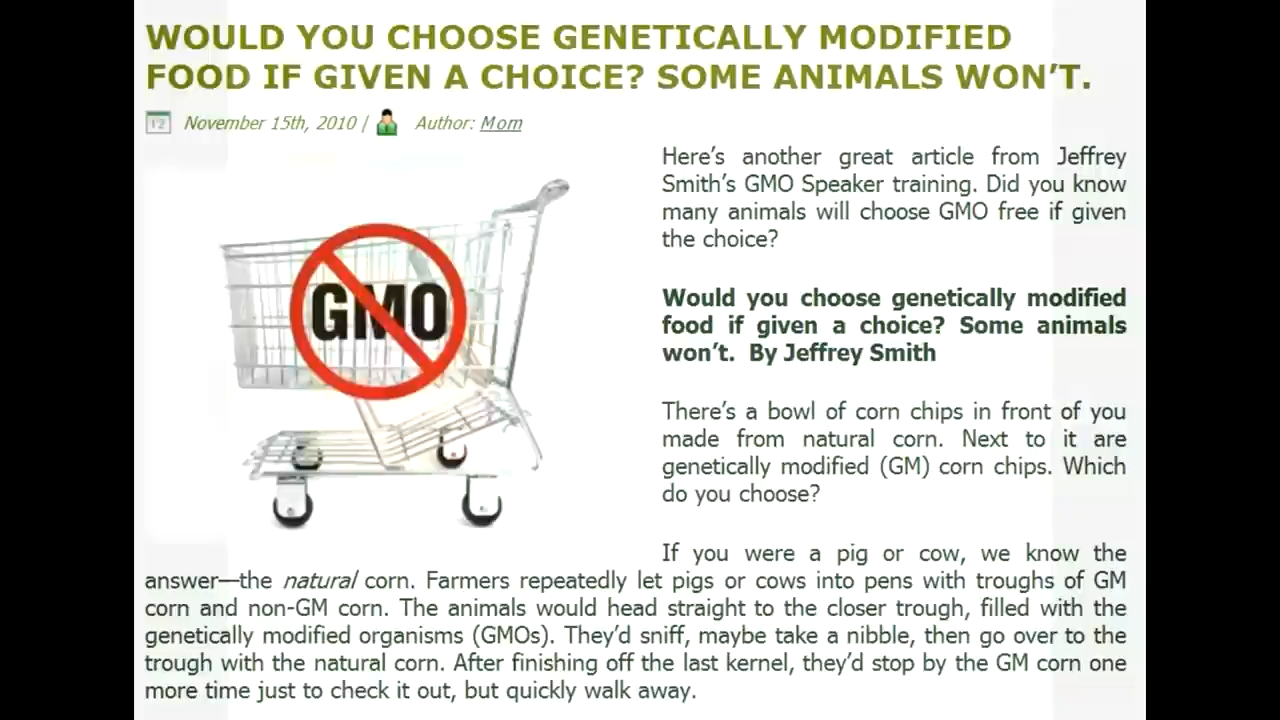 WOULD YOU CHOOSE GENETICALLY MODIFIED
FOOD IF GIVEN A CHOICE? SOME ANIMALS WON'T.
12 November 15th, 2010 | Author: Mom
GMO
Here's another great article from Jeffrey
Smith's GMO Speaker training. Did you know
many animals will choose GMO free if given
the choice?
Would you choose genetically modified
food if given a choice? Some animals
won't. By Jeffrey Smith
There's a bowl of corn chips in front of you
made from natural corn. Next to it are
genetically modified (GM) corn chips. Which
do you choose?
If you were a pig or cow, we know the
answer—the natural corn. Farmers repeatedly let pigs or cows into pens with troughs of GM
corn and non-GM corn. The animals would head straight to the closer trough, filled with the
genetically modified organisms (GMOs). They'd sniff, maybe take a nibble, then go over to the
trough with the natural corn. After finishing off the last kernel, they'd stop by the GM corn one
more time just to check it out, but quickly walk away.